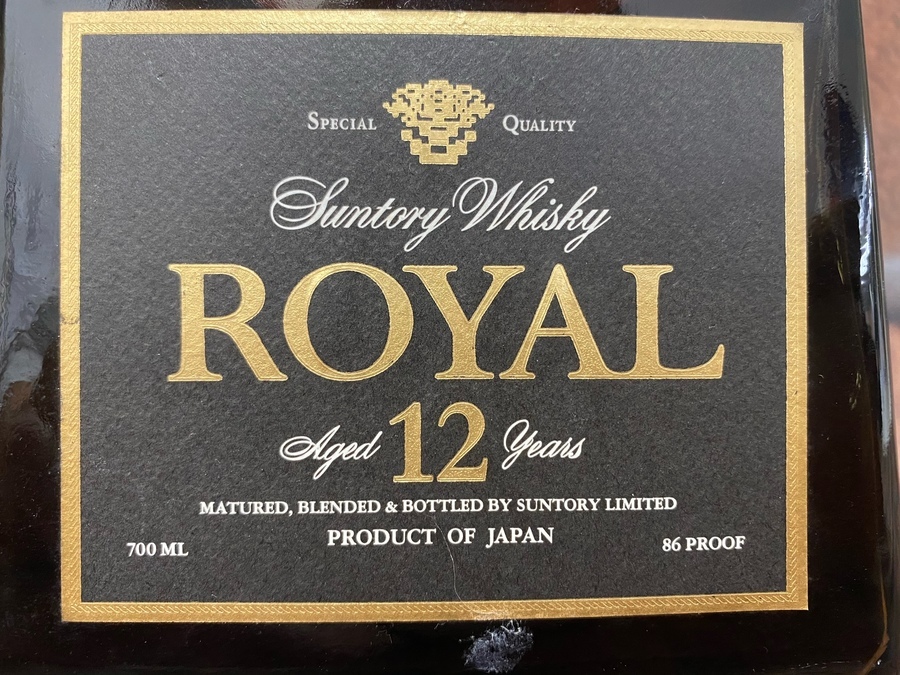 SPECIAL QUALITY
Suntory Whisky
ROYAL
Aged 12 Years
MATURED, BLENDED & BOTTLED BY SUNTORY LIMITED
PRODUCT OF JAPAN
700 ML 86 PROOF